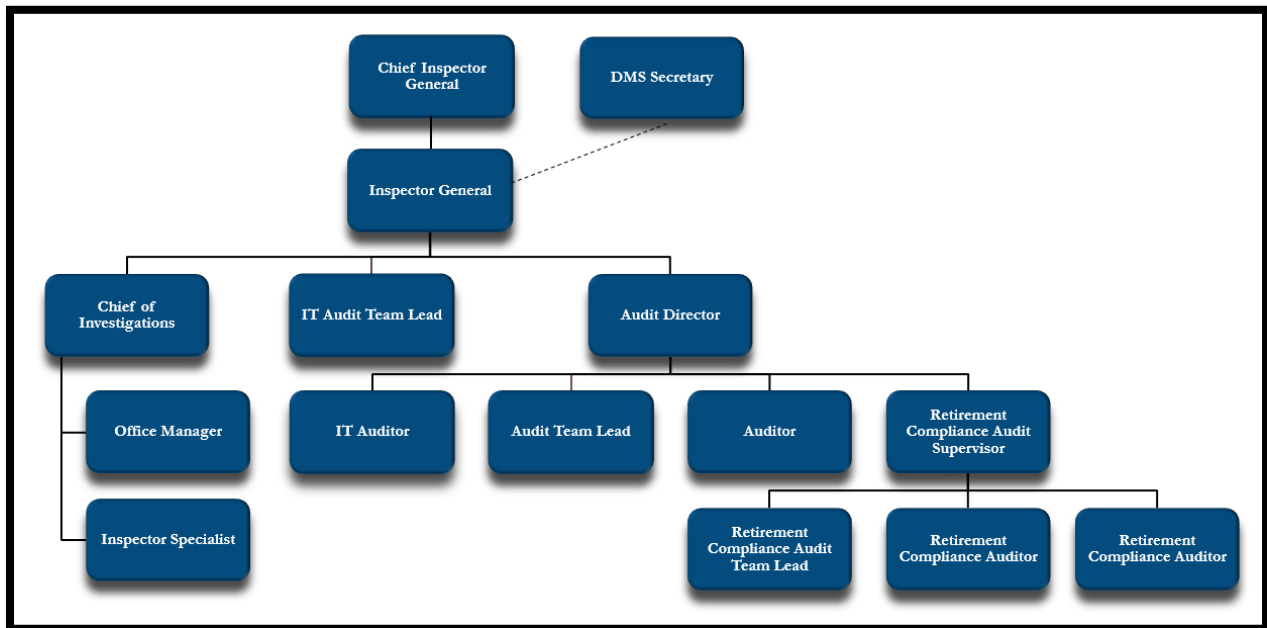 Chief Inspector
General
DMS Secretary
Inspector General
Chief of
Investigations
IT Audit Team Lead
Audit Director
Office Manager
IT Auditor
Audit Team Lead
Auditor
Retirement
Compliance Audit
Supervisor
Inspector Specialist
Retirement
Compliance Audit
Team Lead
Retirement
Compliance Auditor
Retirement
Compliance Auditor